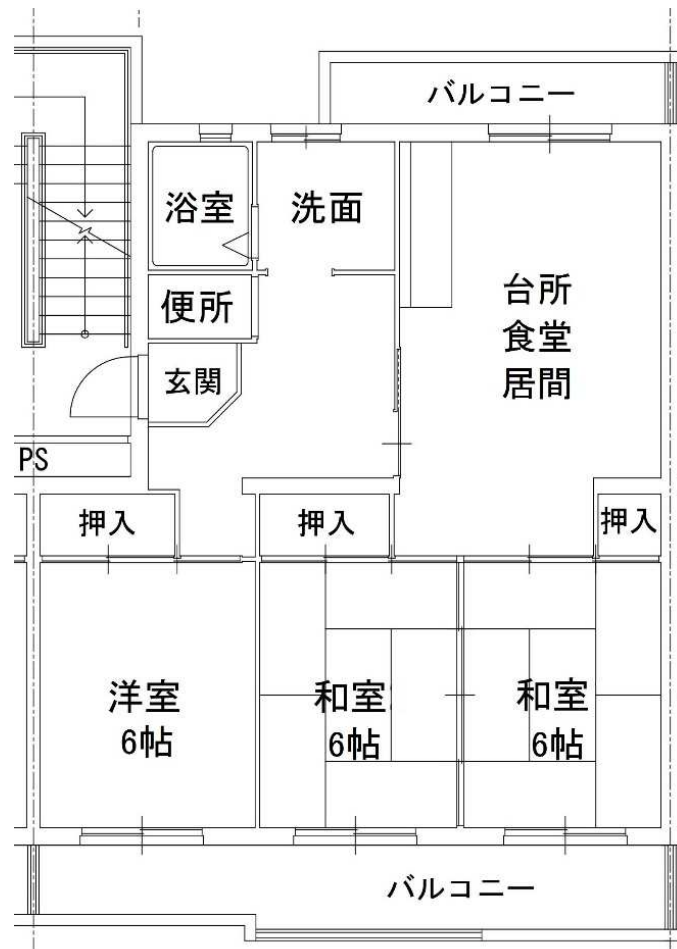 バルコニー
浴室
洗面
便所
台所
食堂
居間
玄関
PS
押入
押入
押入
洋室
6帖
和室
6帖
和室
6帖
バルコニー